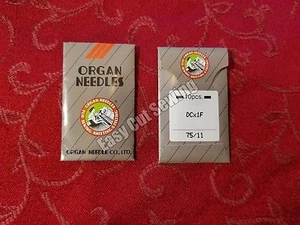 ORGAN
NEEDLES
ORGAN NEEDLE CO., LTD.
10pcs.
DCx1F
75/11
Easy Cut Sewing